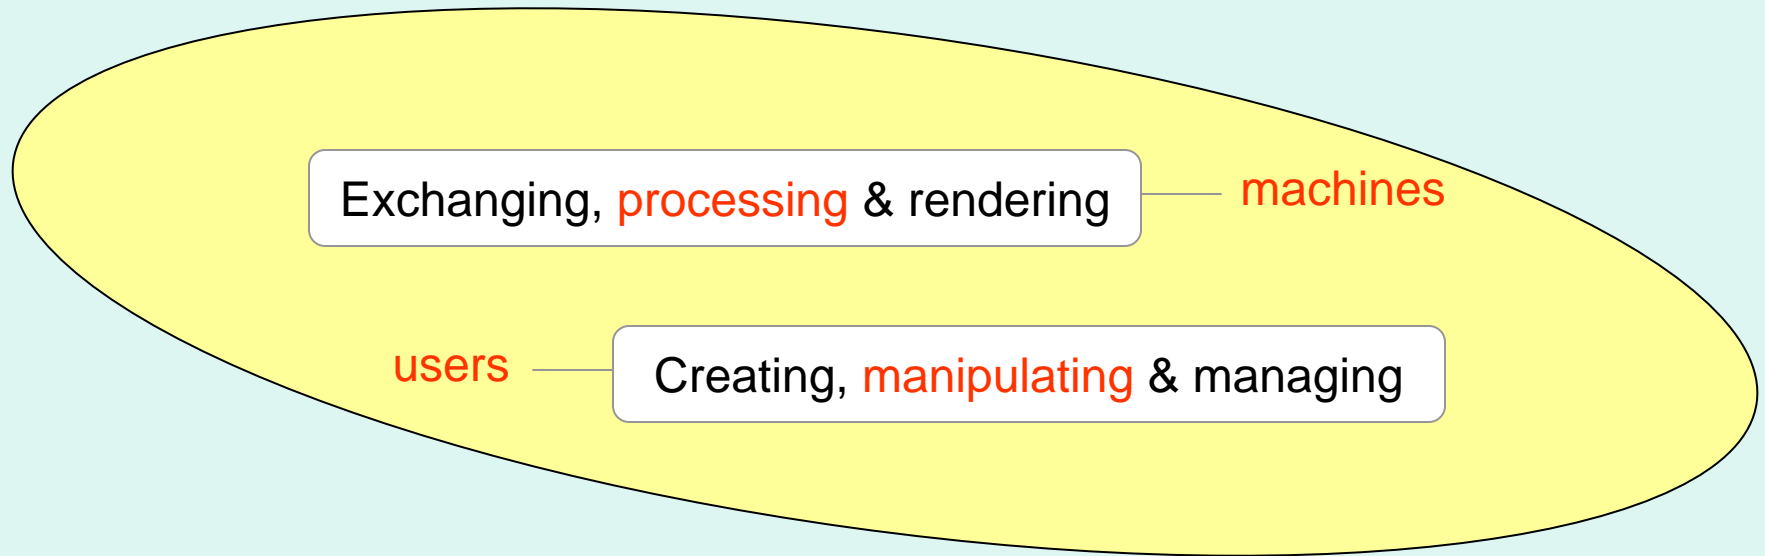 Exchanging, processing & rendering
machines
users
Creating, manipulating & managing